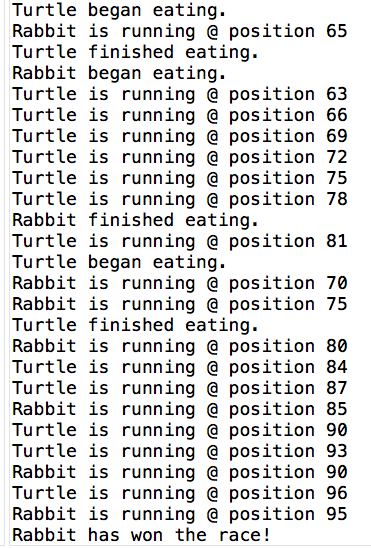 Turtle began eating.
Rabbit is running @ position 65
Turtle finished eating.
Rabbit began eating.
Turtle is running @ position 63
Turtle is running @ position 66
Turtle is running @ position 69
Turtle is running @ position 72
Turtle is running @ position 75
Turtle is running @ position 78
Rabbit finished eating.
Turtle is running @ position 81
Turtle began eating.
Rabbit is running @ position 70
Rabbit is running @ position 75
Turtle finished eating.
Rabbit is running @ position 80
Turtle is running @ position 84
Turtle is running @ position 87
Rabbit is running @ position 85
Turtle is running @ position 90
Turtle is running @ position 93
Rabbit is running @ position 90
Turtle is running @ position 96
Rabbit is running @ position 95
Rabbit has won the race!